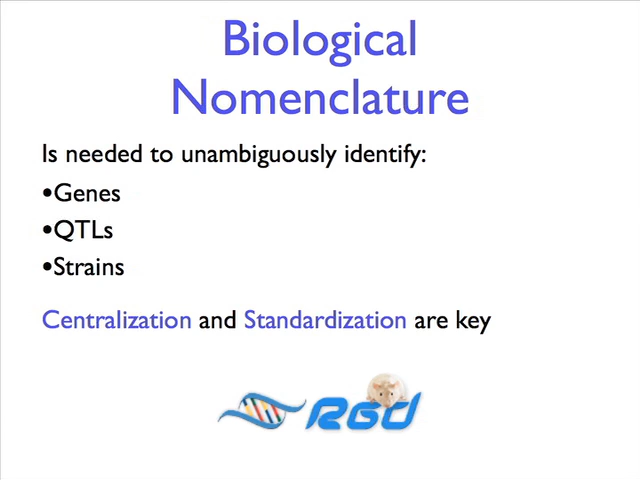 Biological
Nomenclature
Is needed to unambiguously identify:
•Genes
•QTLs
•Strains
Centralization and Standardization are key
RGD